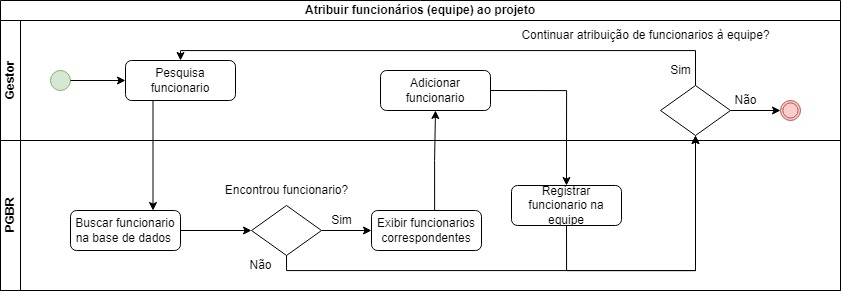 Atribuir funcionários (equipe) ao projeto
Gestor
Continuar atribuição de funcionarios á equipe?
Pesquisa
funcionario
Adicionar
funcionario
Sim
Não
PGBR
Encontrou funcionario?
Buscar funcionario
na base de dados
Sim
Não
Exibir funcionarios
correspondentes
Registrar
funcionario na
equipe